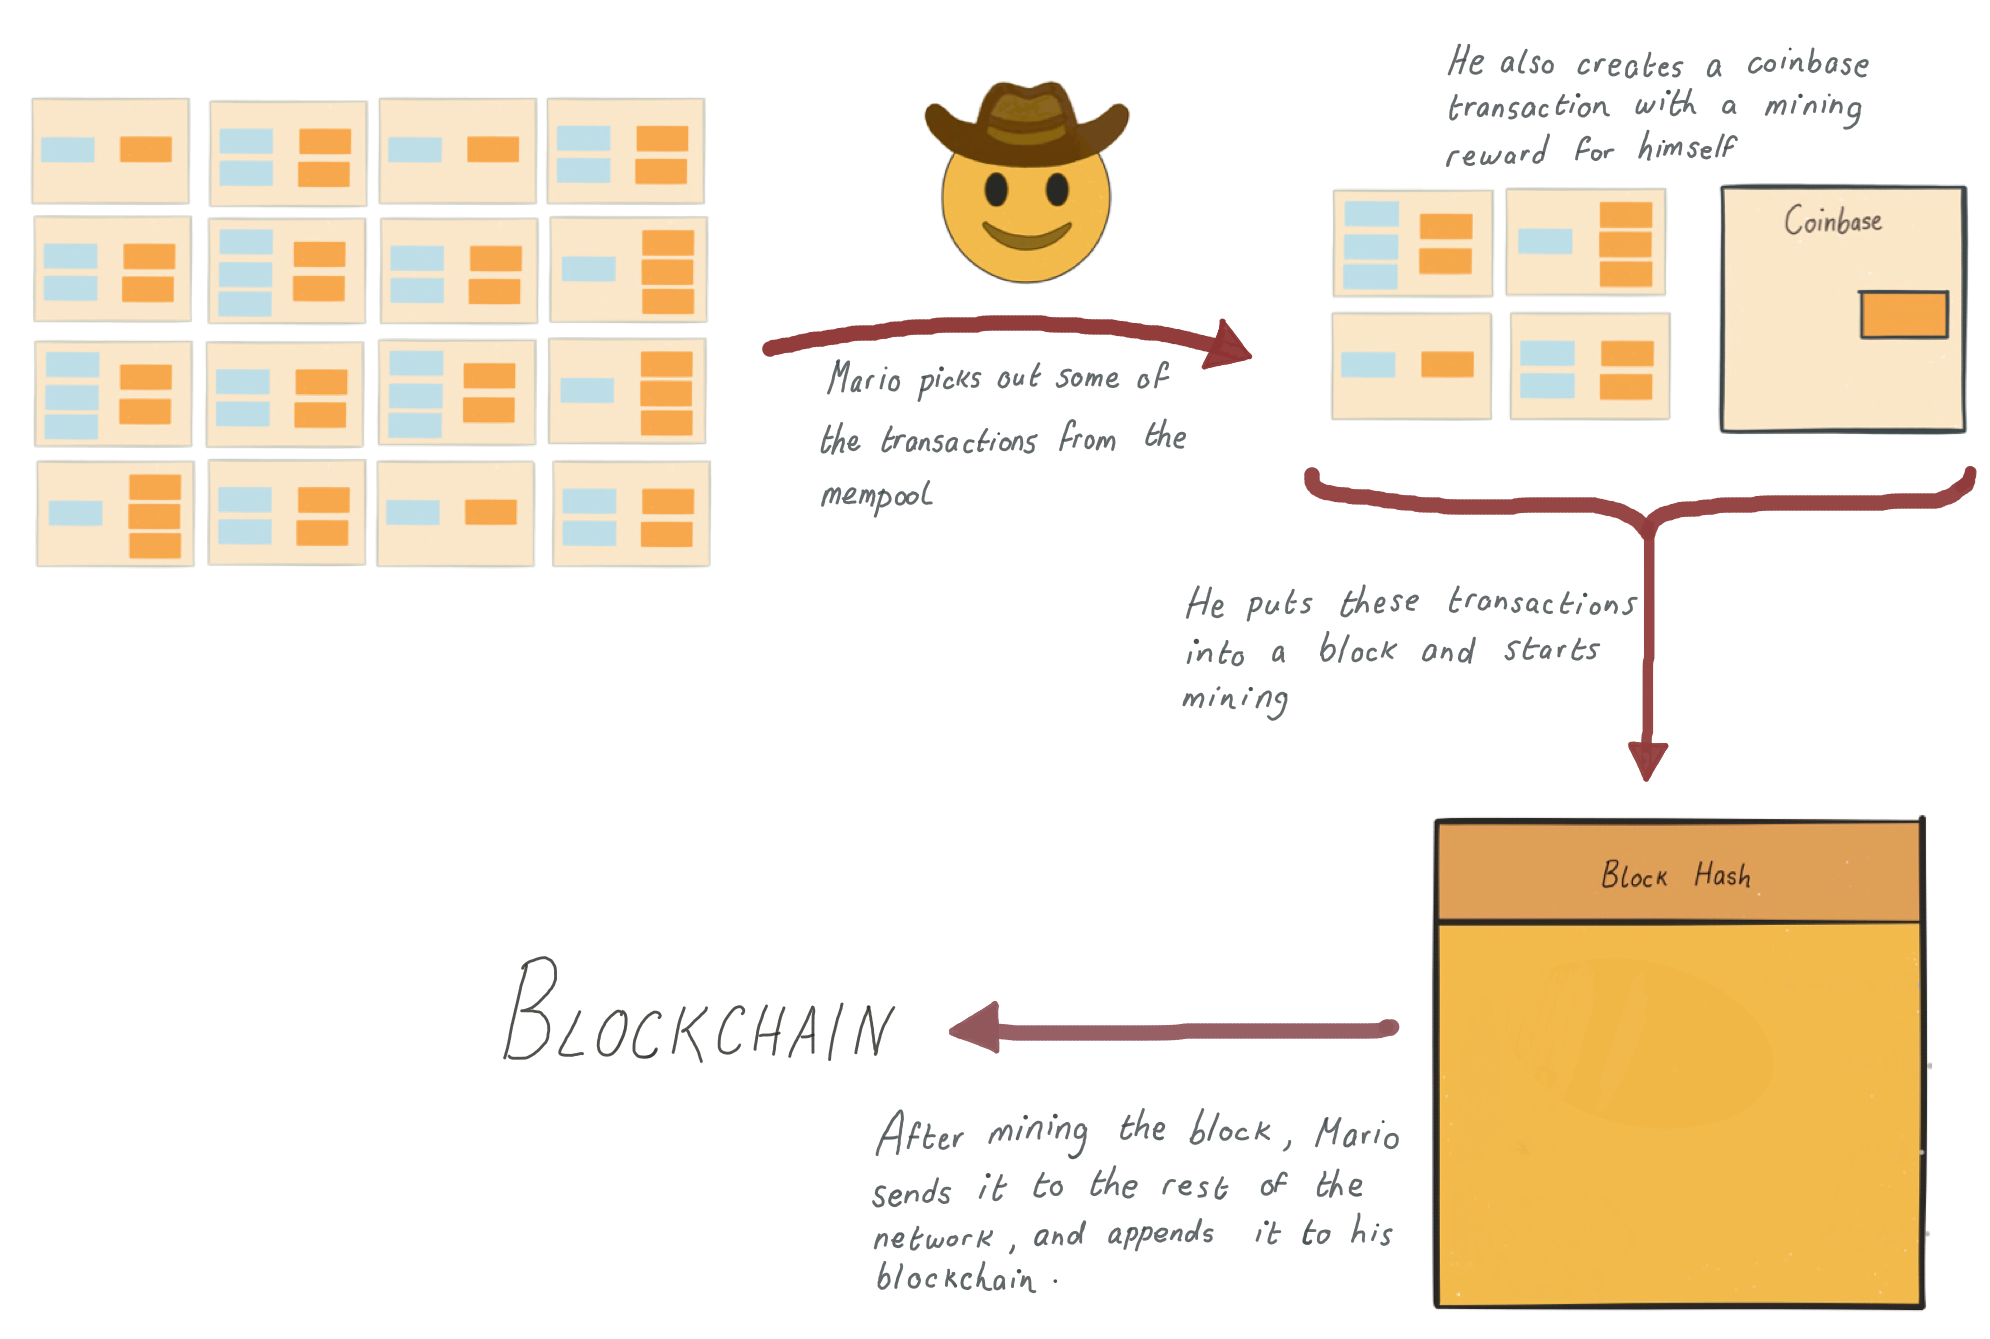 He also creates a coinbase
transaction with a mining
reward for himself
Coinbase
Mario picks out some of
the transactions from the
mempool
He puts these transactions
into a block and starts
mining
Block Hash
BLOCKCHAIN
After mining the block, Mario
sends it to the rest of the
network, and appends it to his
blockchain.